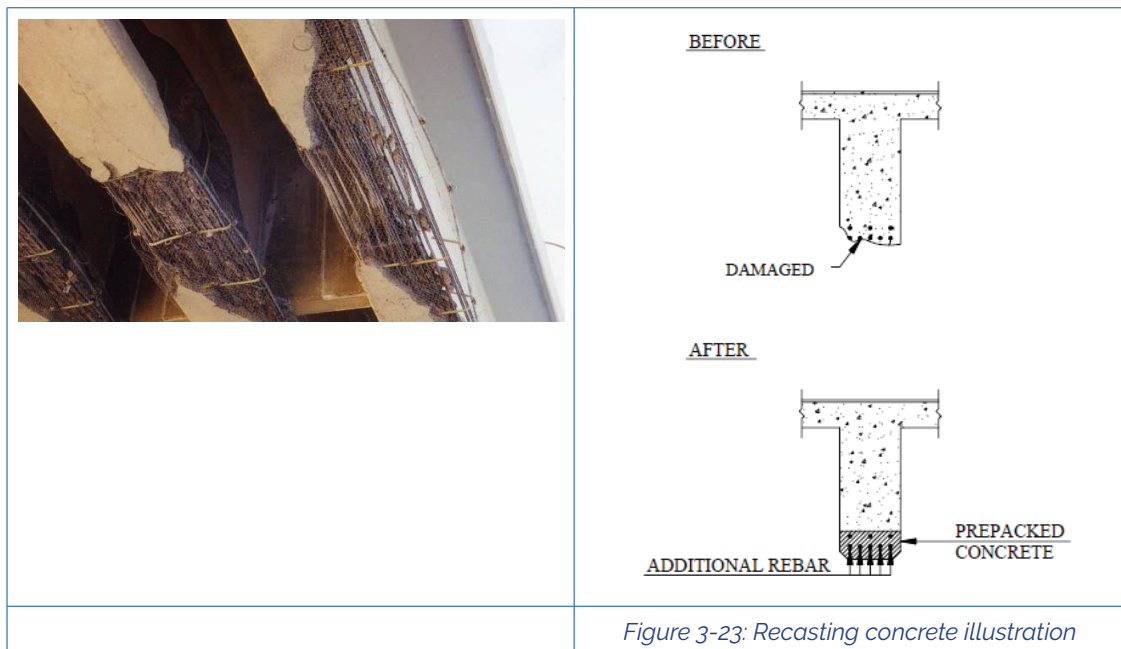 BEFORE
DAMAGED
AFTER
PREPACKED
CONCRETE
ADDITIONAL REBAR
Figure 3-23: Recasting concrete illustration